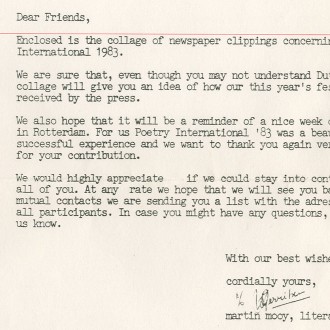 Dear Friends,
Enclosed is the collage of newspaper clippings concerni
International 1983.
We are sure that, even though you may not understand Du
collage will give you an idea of how our this year's fe
received by the press.
We also hope that it will be a reminder of a nice week
in Rotterdam. For us Poetry International '83 was a beau
successful experience and we want to thank you again ver
for your contribution.
We would highly appreciate if we could stay into cont
all of you. At any rate we hope that we will see you ba
mutual contacts we are sending you a list with the adres
all participants. In case you might have any questions,
us know.
With our best wishe
cordially yours,
martin mooy, liter